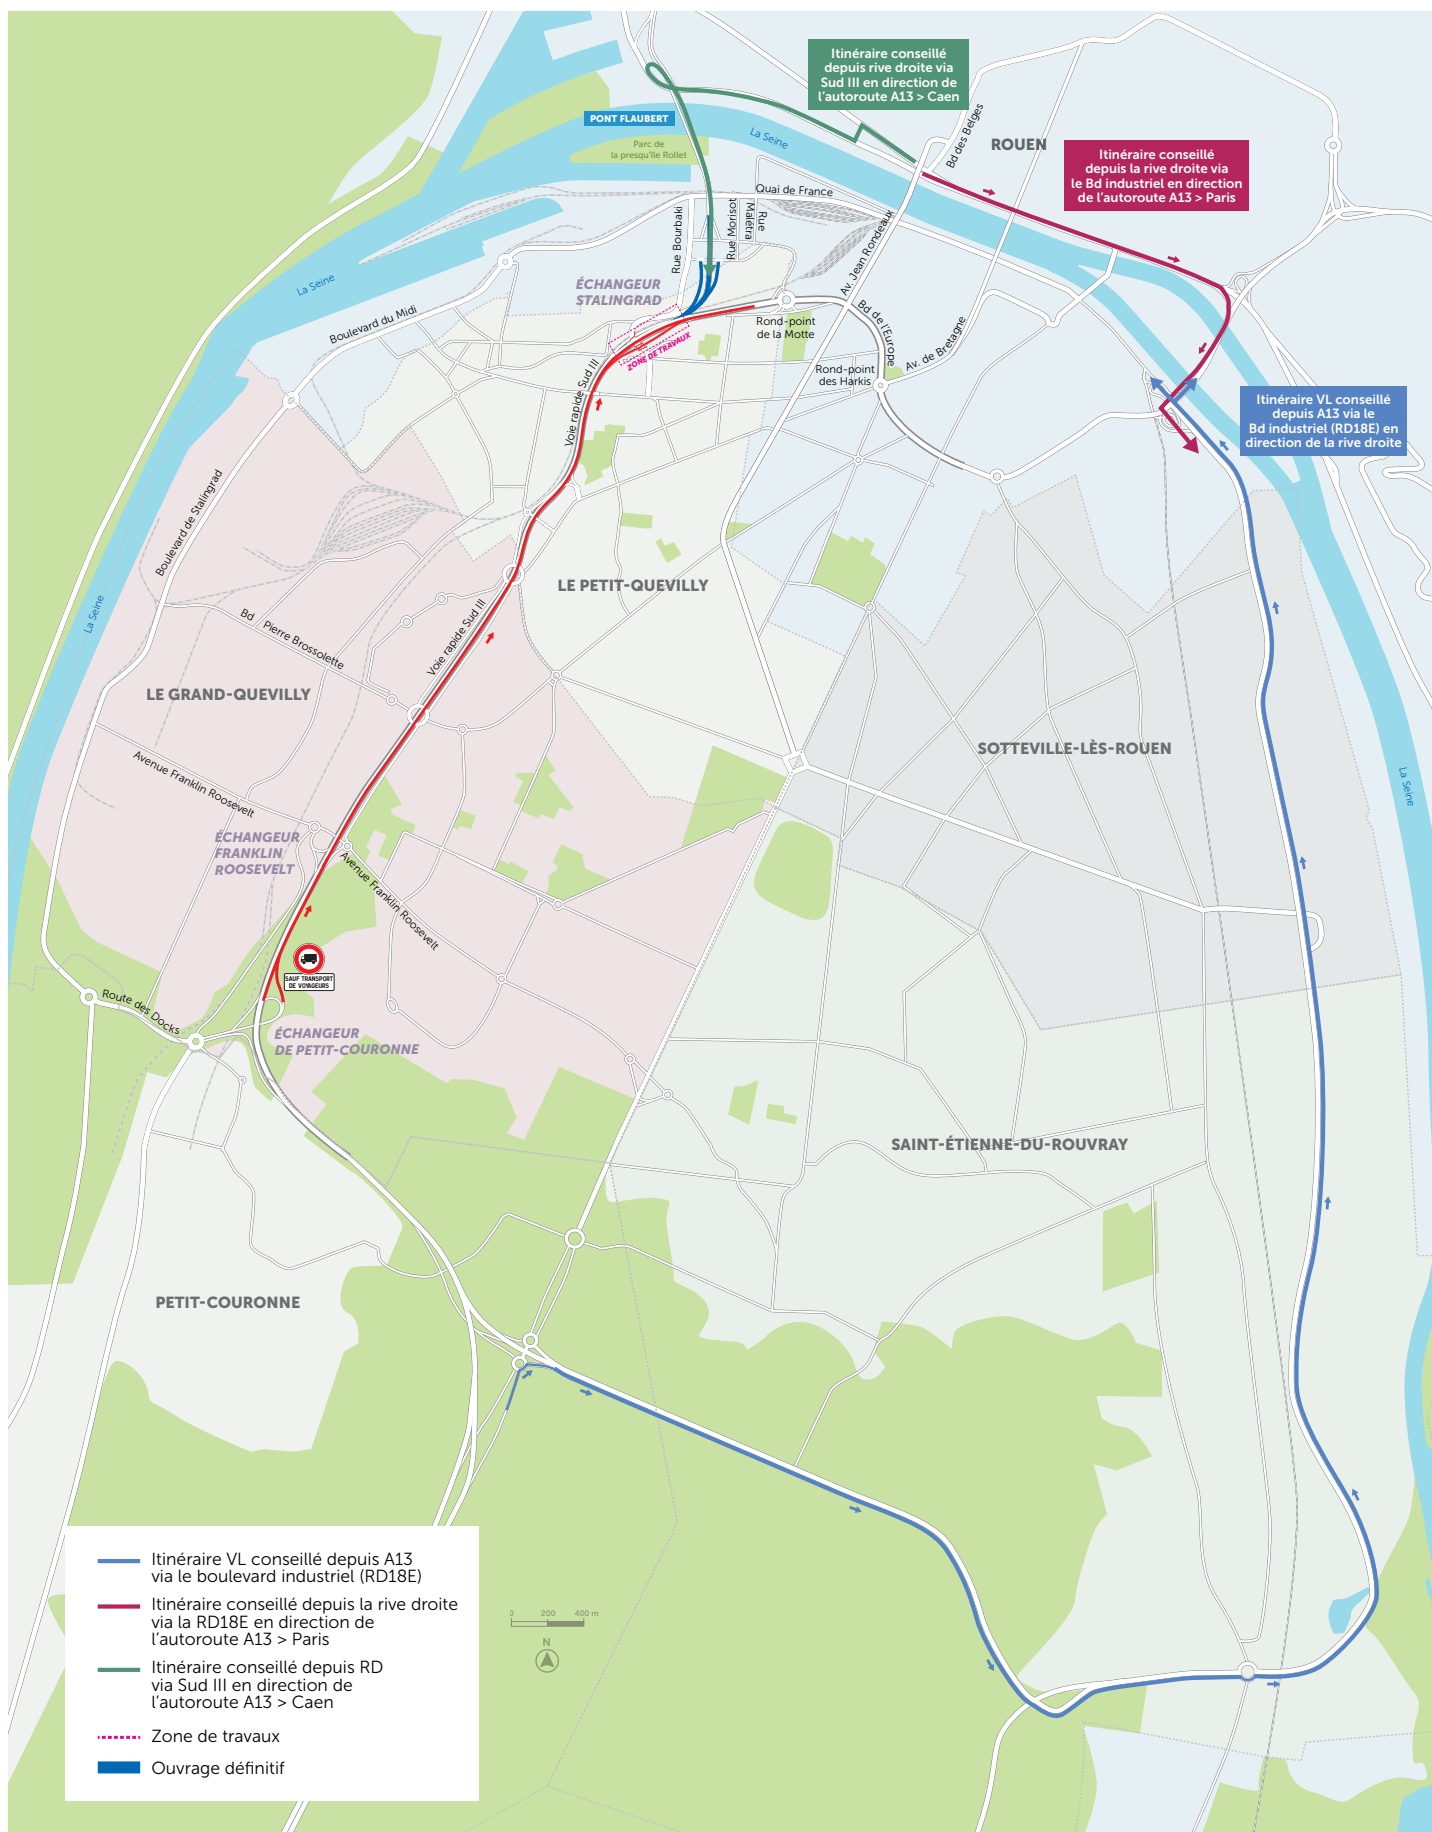 Itinéraire conseillé
depuis rive droite via
Sud III en direction de
l'autoroute A13 > Caen
PONT FLAUBERT
Parc de
la presqu'île Rollet
La Seine
Bd des Belges
ROUEN
Itinéraire conseillé
depuis la rive droite via
le Bd industriel en direction
de l'autoroute A13 > Paris
Quai de France
Rue Bourbaki
Rue Morisot
Rue
Malétra
Av. Jean Rondeaux
La Seine
ÉCHANGEUR
STALINGRAD
Boulevard du Midi
Rond-point
de la Motte
Bd de l'Europe
Av. de Bretagne
ZONE DE TRAVAUX
Rond-point
des Harkis
Voie rapide Sud III
Itinéraire VL conseillé
depuis A13 via le
Bd industriel (RD18E) en
direction de la rive droite
Boulevard de Stalingrad
LE PETIT-QUEVILLY
La Seine
Bd Pierre Brossolette
Voie rapide Sud III
LE GRAND-QUEVILLY
SOTTEVILLE-LÈS-ROUEN
La Seine
Avenue Franklin Roosevelt
ÉCHANGEUR
FRANKLIN
ROOSEVELT
Avenue Franklin Roosevelt
SAUF TRANSPORT
DE VOYAGEURS
Route des Docks
ÉCHANGEUR
DE PETIT-COURONNE
SAINT-ÉTIENNE-DU-ROUVRAY
PETIT-COURONNE
Itinéraire VL conseillé depuis A13
via le boulevard industriel (RD18E)
Itinéraire conseillé depuis la rive droite
via la RD18E en direction de
l'autoroute A13 > Paris
Itinéraire conseillé depuis RD
via Sud III en direction de
l'autoroute A13 > Caen
Zone de travaux
Ouvrage définitif
0 200 400 m
N